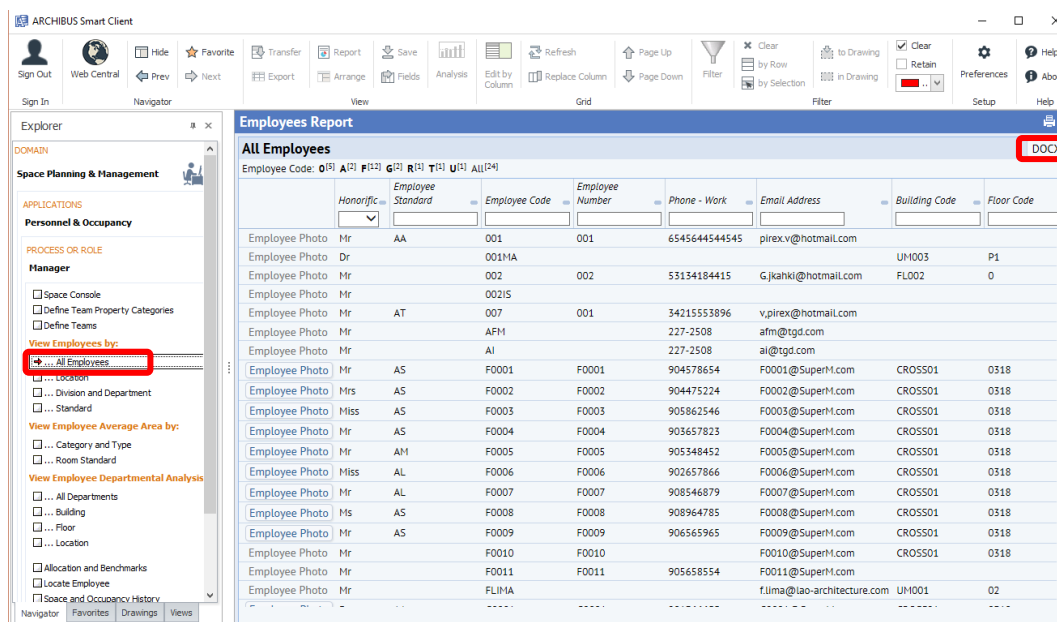 ARCHIBUS Smart Client
Sign Out
Web Central
Hide
Favorite
Prev
Next
Transfer
Report
Save
Export
Arrange
Fields
Analysis
Edit by Column
Refresh
Replace Column
Page Up
Page Down
Filter
Clear
by Row
by Selection
to Drawing
in Drawing
Clear
Retain
..
Preferences
Help
Abo
Sign In Navigator View Grid Filter Setup Help
Explorer
DOMAIN
Space Planning & Management
APPLICATIONS
Personnel & Occupancy
PROCESS OR ROLE
Manager
Space Console
Define Team Property Categories
Define Teams
View Employees by:
... All Employees
... Location
... Division and Department
... Standard
View Employee Average Area by:
... Category and Type
... Room Standard
View Employee Departmental Analysis
... All Departments
... Building
... Floor
... Location
Allocation and Benchmarks
Locate Employee
Space and Occupancy History
Navigator Favorites Drawings Views
Employees Report
All Employees
DOCX
Employee Code: 0[5] A[2] F[12] G[2] R[1] T[1] U[1] All[24]
Honorific Employee Standard Employee Code Employee Number Phone - Work Email Address Building Code Floor Code
Employee Photo Mr AA 001 001 6545644544545 pirex.v@hotmail.com
Employee Photo Dr 001MA UM003 P1
Employee Photo Mr 002 002 53134184415 G.jkahki@hotmail.com FL002 0
Employee Photo Mr 002IS
Employee Photo Mr AT 007 001 34215553896 v,pirex@hotmail.com
Employee Photo Mr AFM 227-2508 afm@tgd.com
Employee Photo Mr AI 227-2508 ai@tgd.com
Employee Photo Mr AS F0001 F0001 904578654 F0001@SuperM.com CROSS01 0318
Employee Photo Mrs AS F0002 F0002 904475224 F0002@SuperM.com CROSS01 0318
Employee Photo Miss AS F0003 F0003 905862546 F0003@SuperM.com CROSS01 0318
Employee Photo Mr AS F0004 F0004 903657823 F0004@SuperM.com CROSS01 0318
Employee Photo Mr AM F0005 F0005 905348452 F0005@SuperM.com CROSS01 0318
Employee Photo Miss AL F0006 F0006 902657866 F0006@SuperM.com CROSS01 0318
Employee Photo Mr AL F0007 F0007 908546879 F0007@SuperM.com CROSS01 0318
Employee Photo Ms AS F0008 F0008 908964785 F0008@SuperM.com CROSS01 0318
Employee Photo Mr AS F0009 F0009 906565965 F0009@SuperM.com CROSS01 0318
Employee Photo Mr F0010 F0010 F0010@SuperM.com CROSS01 0318
Employee Photo Mr F0011 F0011 905658554 F0011@SuperM.com
Employee Photo Mr FLIMA f.lima@lao-architecture.com UM001 02